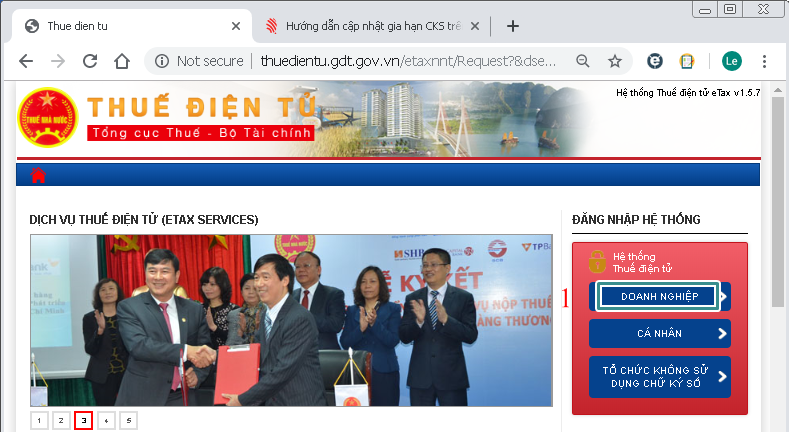 Thue dien tu
Hướng dẫn cập nhật gia hạn CKS trê
Not secure | thuedientu.gdt.gov.vn/etaxnnt/Request?&dse...
Le
Hệ thống Thuế điện tử eTax v1.5.7
THUẾ NHÀ NƯỚC
THUẾ ĐIỆN TỬ
Tổng cục Thuế - Bộ Tài chính
DỊCH VỤ THUẾ ĐIỆN TỬ (ETAX SERVICES)
ĐĂNG NHẬP HỆ THỐNG
SHB
TPBa
KÝ KẾT
VỤ NỘP THUẾ
ÀNG THƯƠNG
Hệ thống
Thuế điện tử
1
DOANH NGHIỆP
CÁ NHÂN
TỔ CHỨC KHÔNG SỬ
DỤNG CHỮ KÝ SỐ
1 2 3 4 5